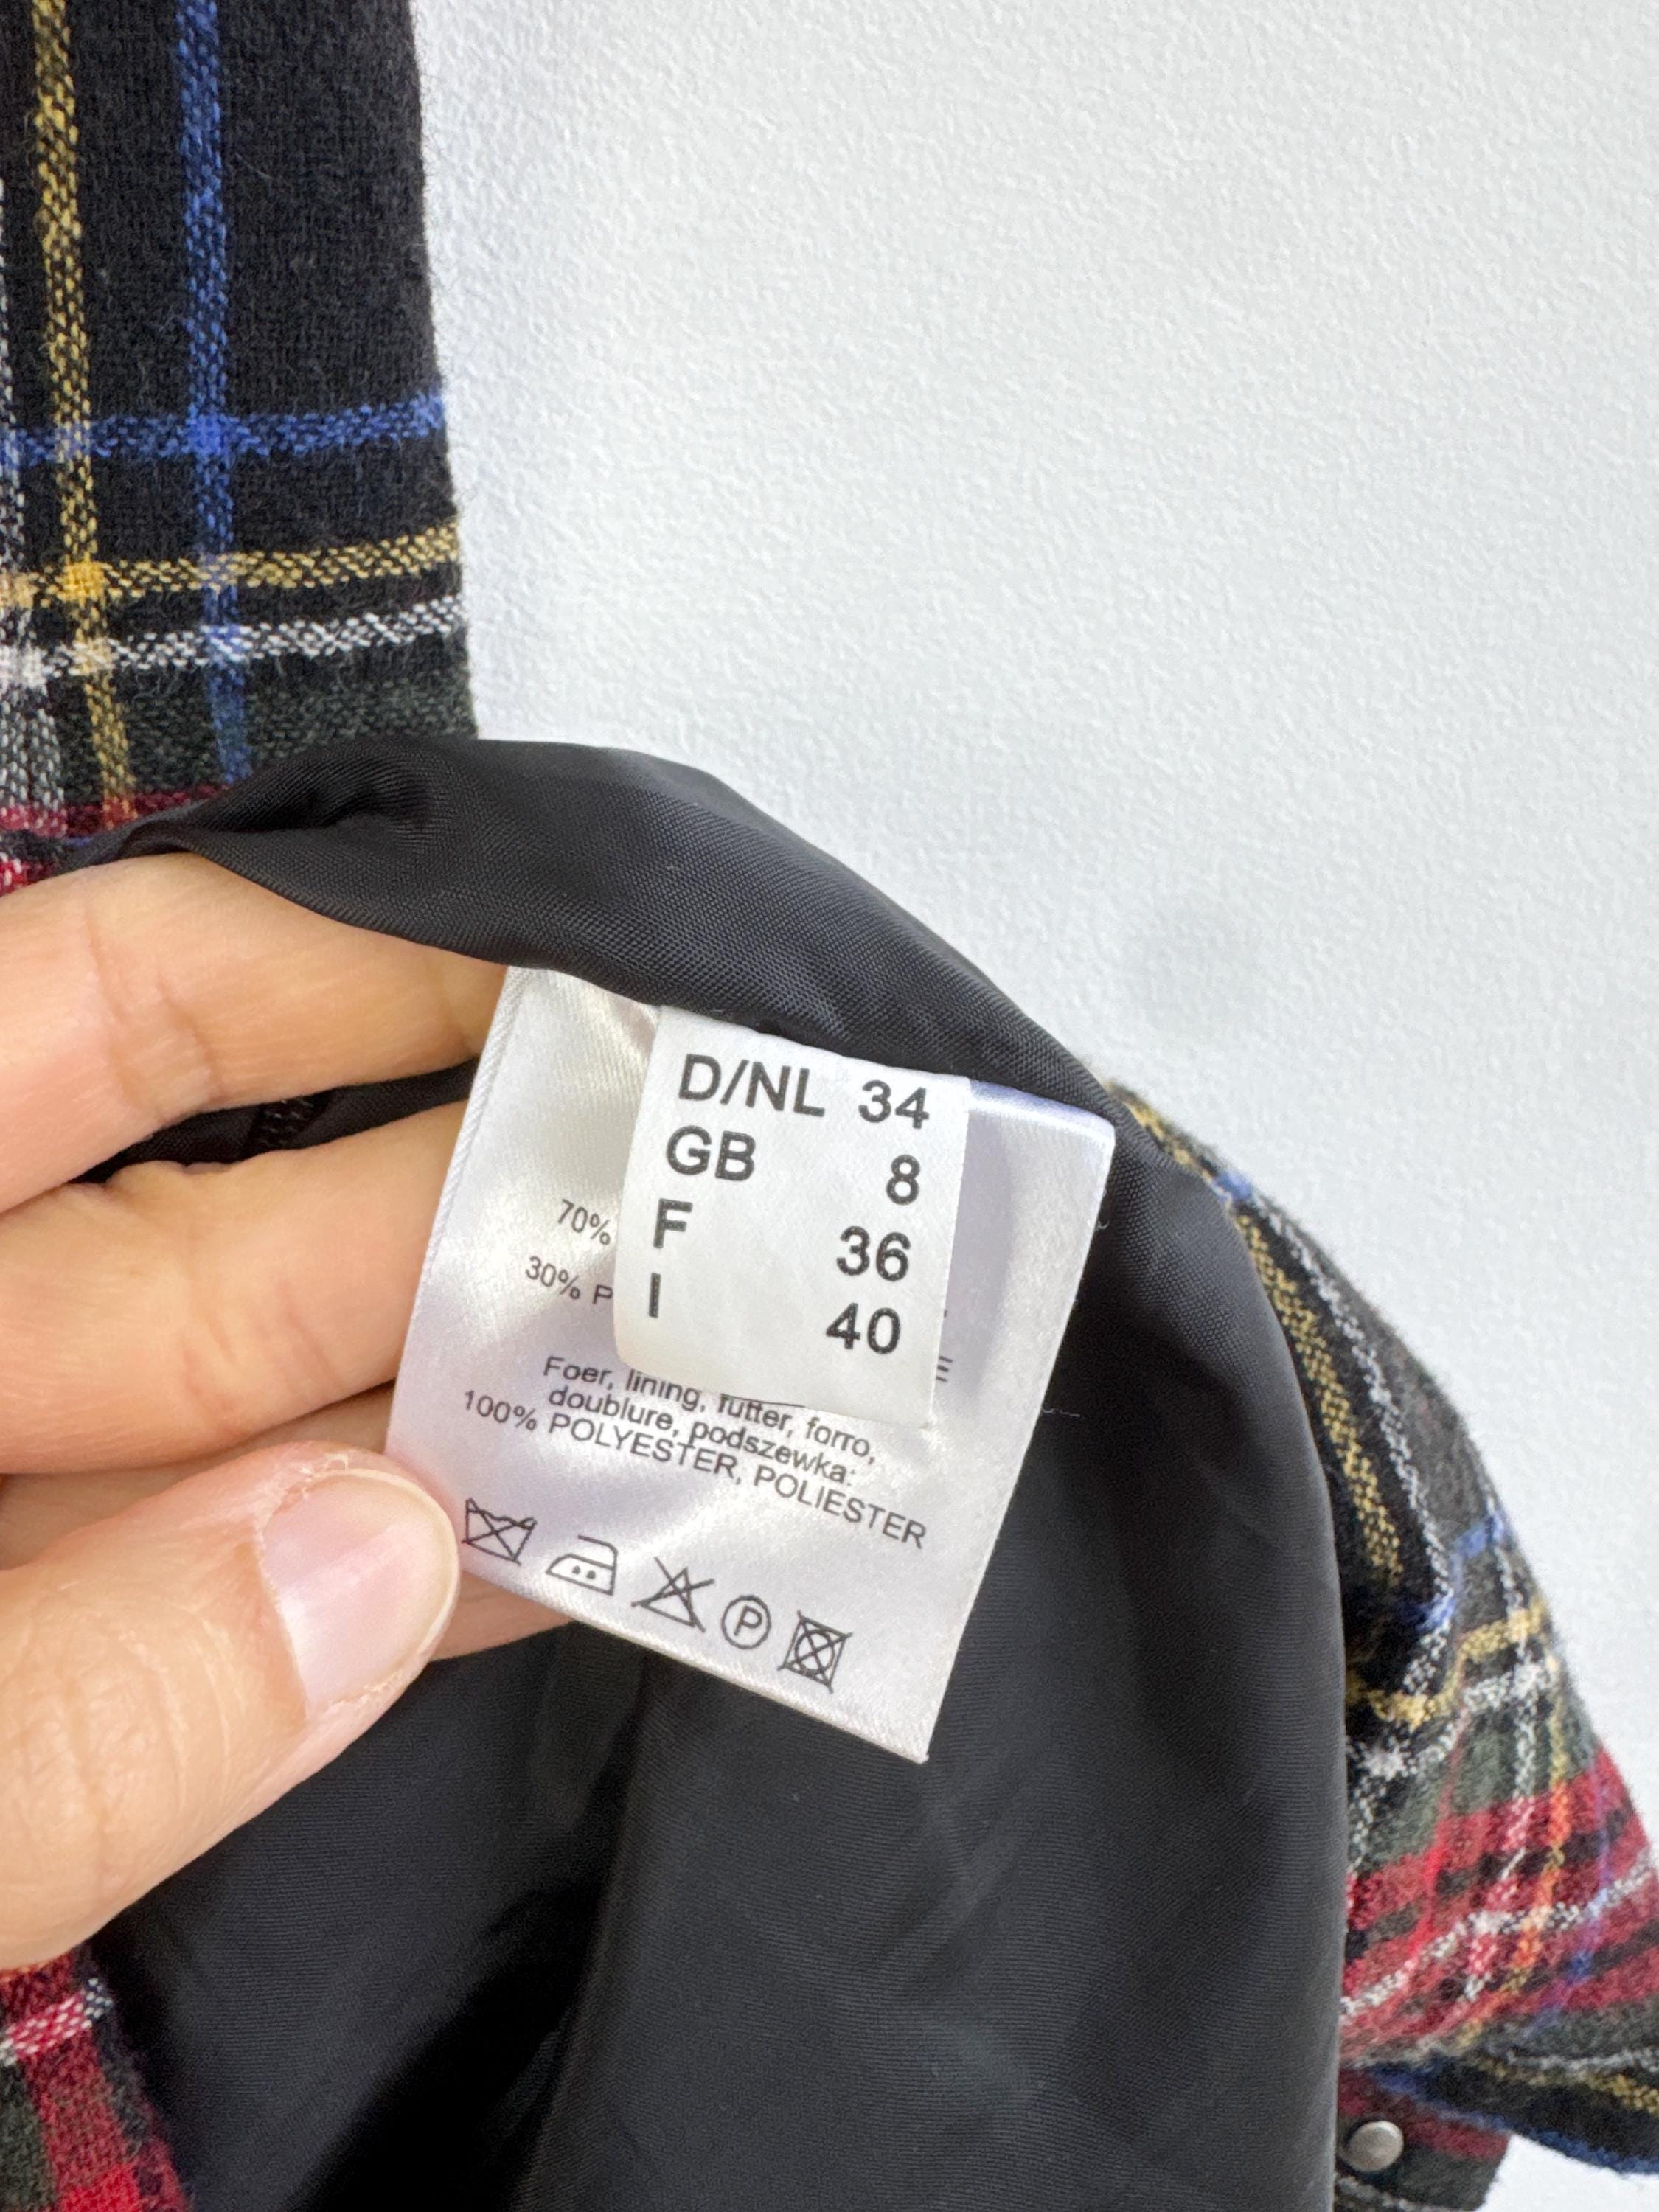 D/NL 34
GB 8
F 36
I 40
70%
30%
Foer, lining, futter, forro,
doublure, podszewka:
100% POLYESTER, POLIESTER
P